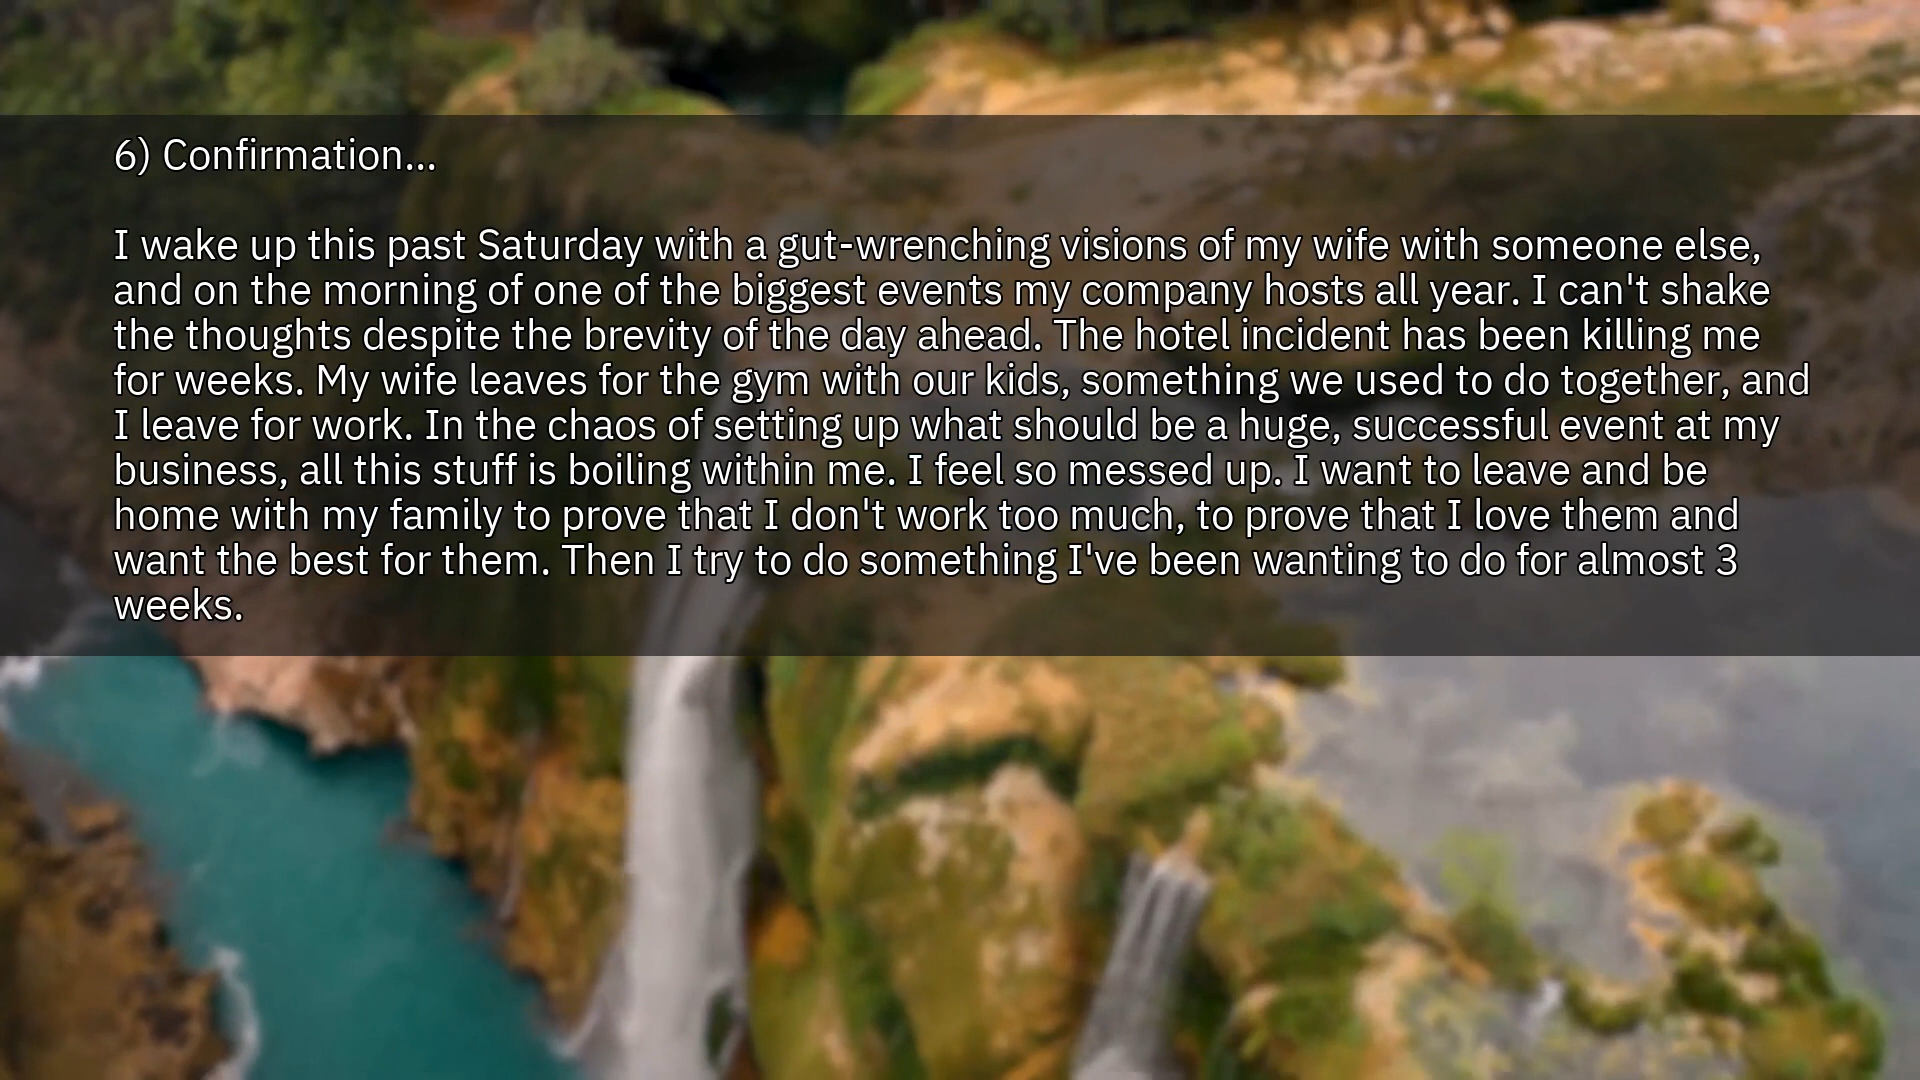 6) Confirmation...
I wake up this past Saturday with a gut-wrenching visions of my wife with someone else,
and on the morning of one of the biggest events my company hosts all year. I can't shake
the thoughts despite the brevity of the day ahead. The hotel incident has been killing me
for weeks. My wife leaves for the gym with our kids, something we used to do together, and
I leave for work. In the chaos of setting up what should be a huge, successful event at my
business, all this stuff is boiling within me. I feel so messed up. I want to leave and be
home with my family to prove that I don't work too much, to prove that I love them and
want the best for them. Then I try to do something I've been wanting to do for almost 3
weeks.